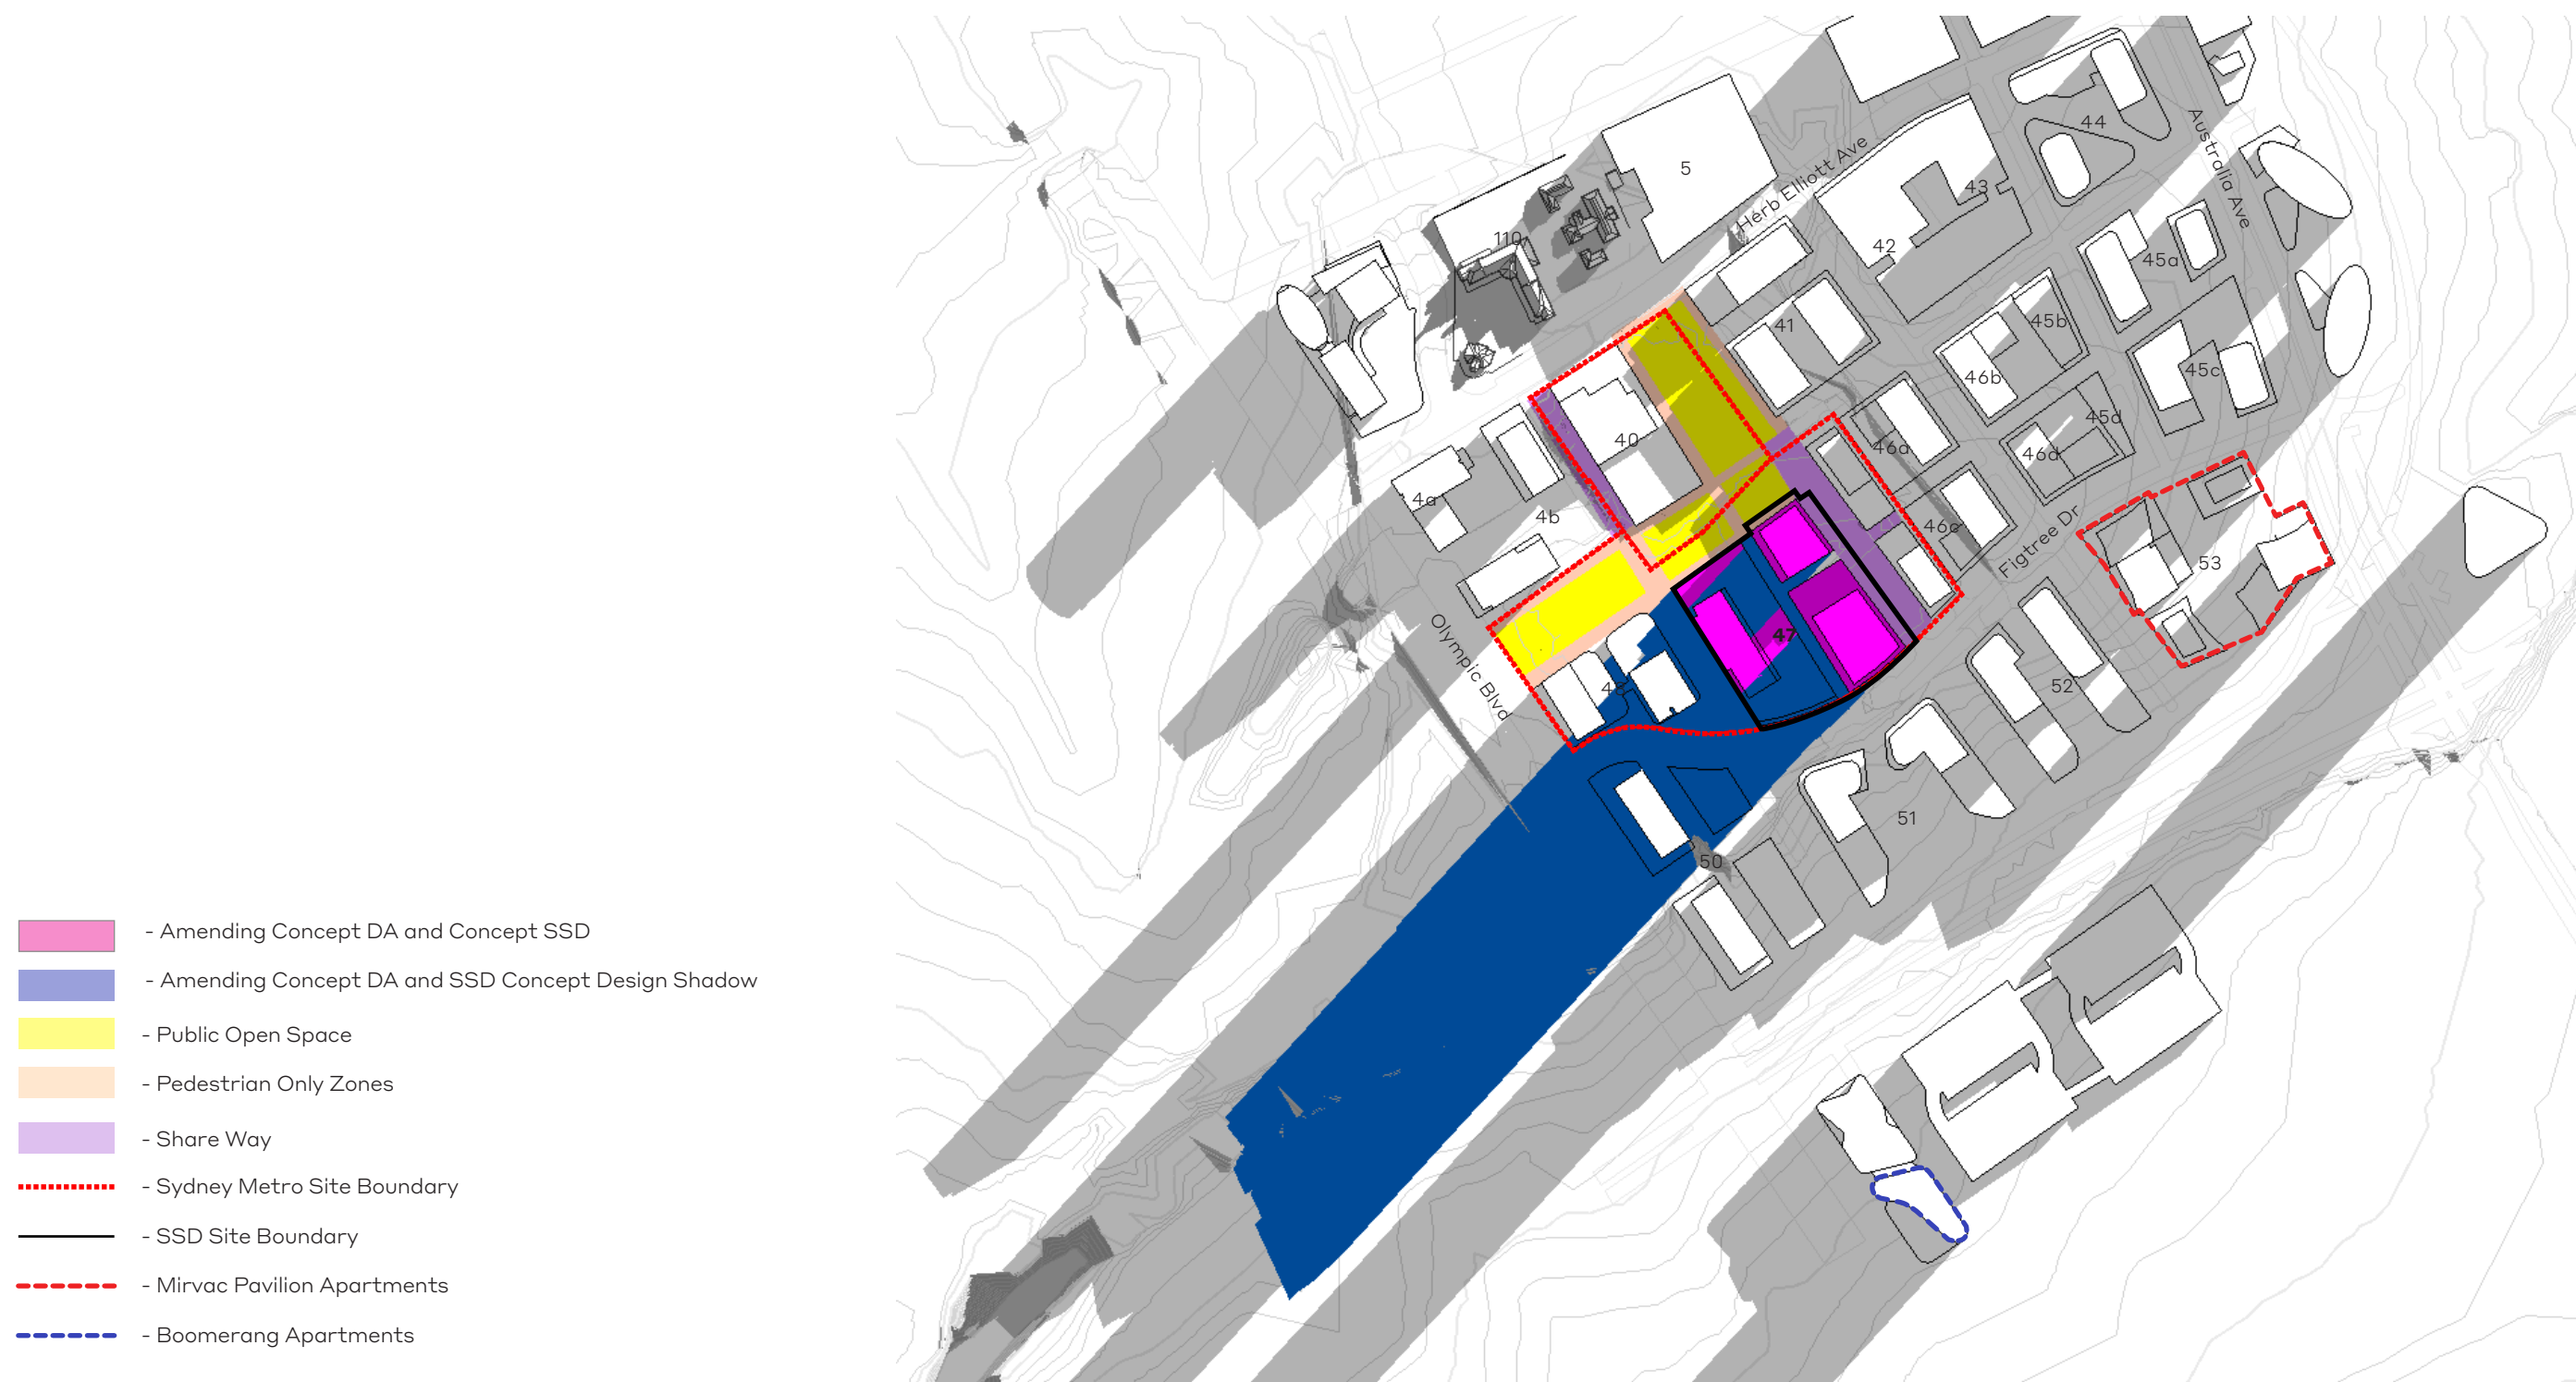 - Amending Concept DA and Concept SSD
- Amending Concept DA and SSD Concept Design Shadow
- Public Open Space
- Pedestrian Only Zones
- Share Way
- Sydney Metro Site Boundary
- SSD Site Boundary
- Mirvac Pavilion Apartments
- Boomerang Apartments
44
Australia Ave
5
Herb Elliott Ave
43
110
42
45a
41
45b
46b
45c
40
45d
46a
46d
4a
4b
46c
Figtree Dr
53
Olympic Blvd
47
52
51
50